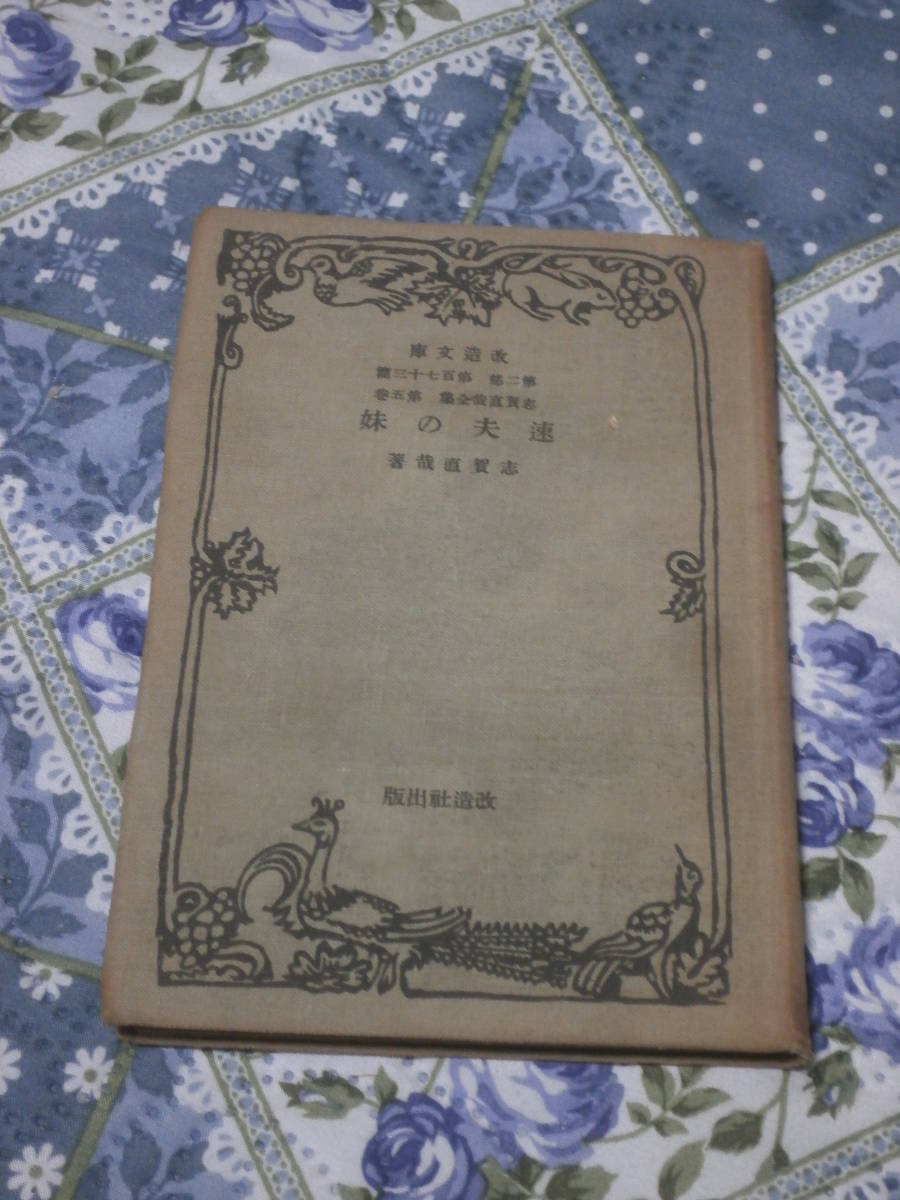 改造文庫
第二部 第百七十三篇
志賀直哉全集 第五巻
速夫の妹
志賀直哉著
改造社出版